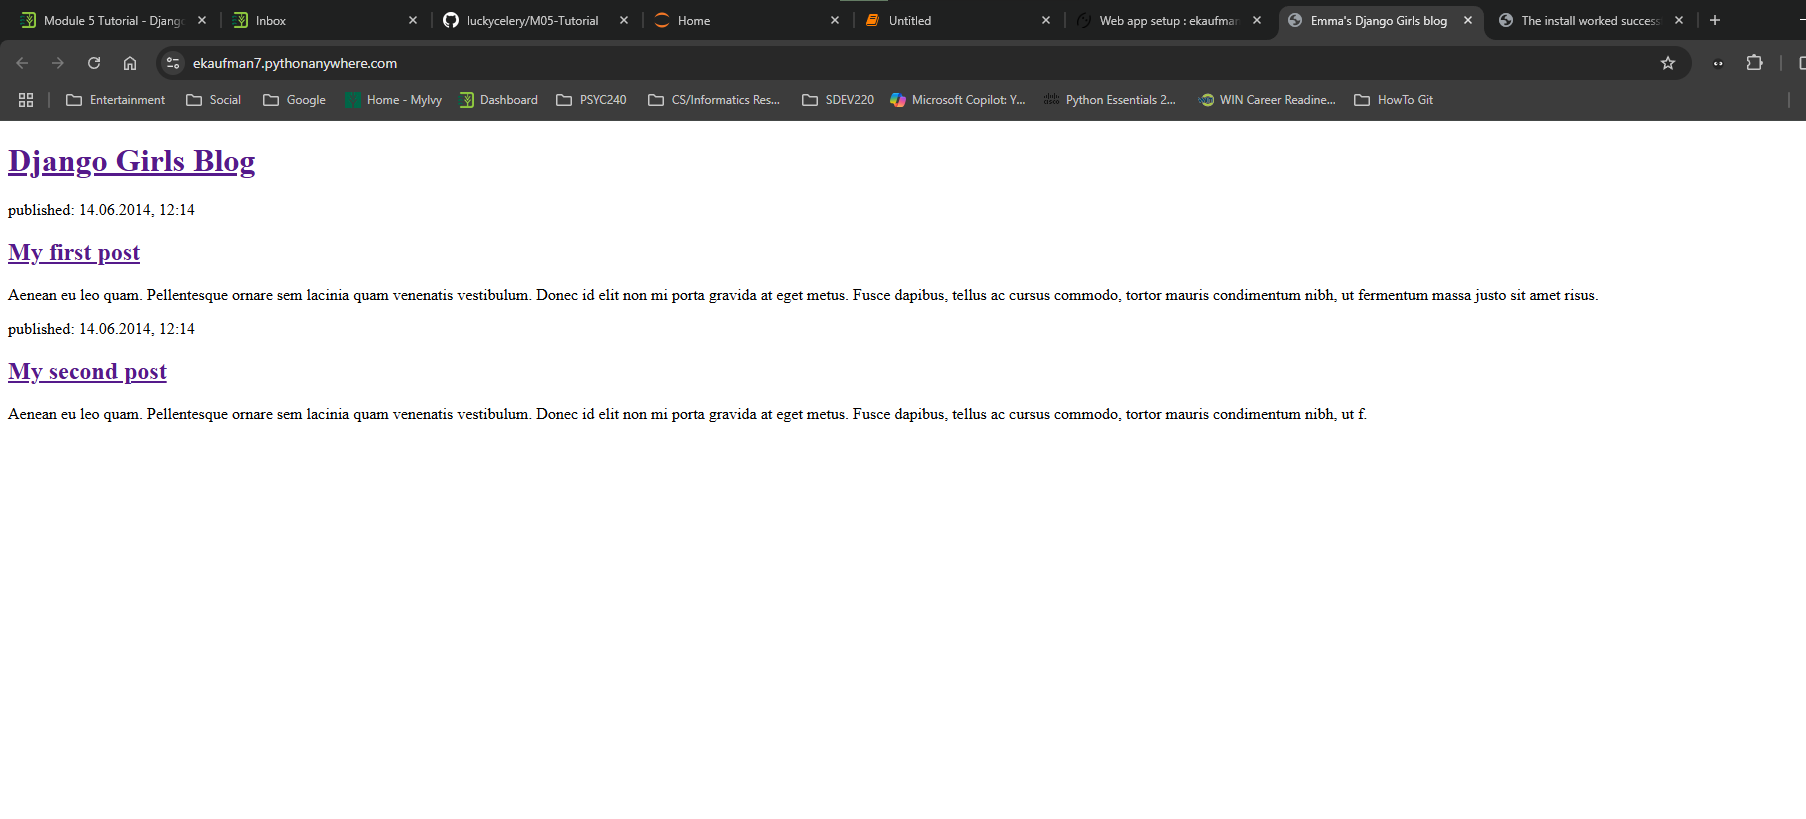 Module 5 Tutorial - Django
Inbox
luckycelery/M05-Tutorial
Home
Untitled
Web app setup : ekaufman
Emma's Django Girls blog
The install worked success
ekaufman7.pythonanywhere.com
Entertainment
Social
Google
Home - MyIvy
Dashboard
PSYC240
CS/Informatics Res...
SDEV220
Microsoft Copilot: Y...
Python Essentials 2...
WIN Career Readine...
HowTo Git
Django Girls Blog
published: 14.06.2014, 12:14
My first post
Aenean eu leo quam. Pellentesque ornare sem lacinia quam venenatis vestibulum. Donec id elit non mi porta gravida at eget metus. Fusce dapibus, tellus ac cursus commodo, tortor mauris condimentum nibh, ut fermentum massa justo sit amet risus.
published: 14.06.2014, 12:14
My second post
Aenean eu leo quam. Pellentesque ornare sem lacinia quam venenatis vestibulum. Donec id elit non mi porta gravida at eget metus. Fusce dapibus, tellus ac cursus commodo, tortor mauris condimentum nibh, ut f.